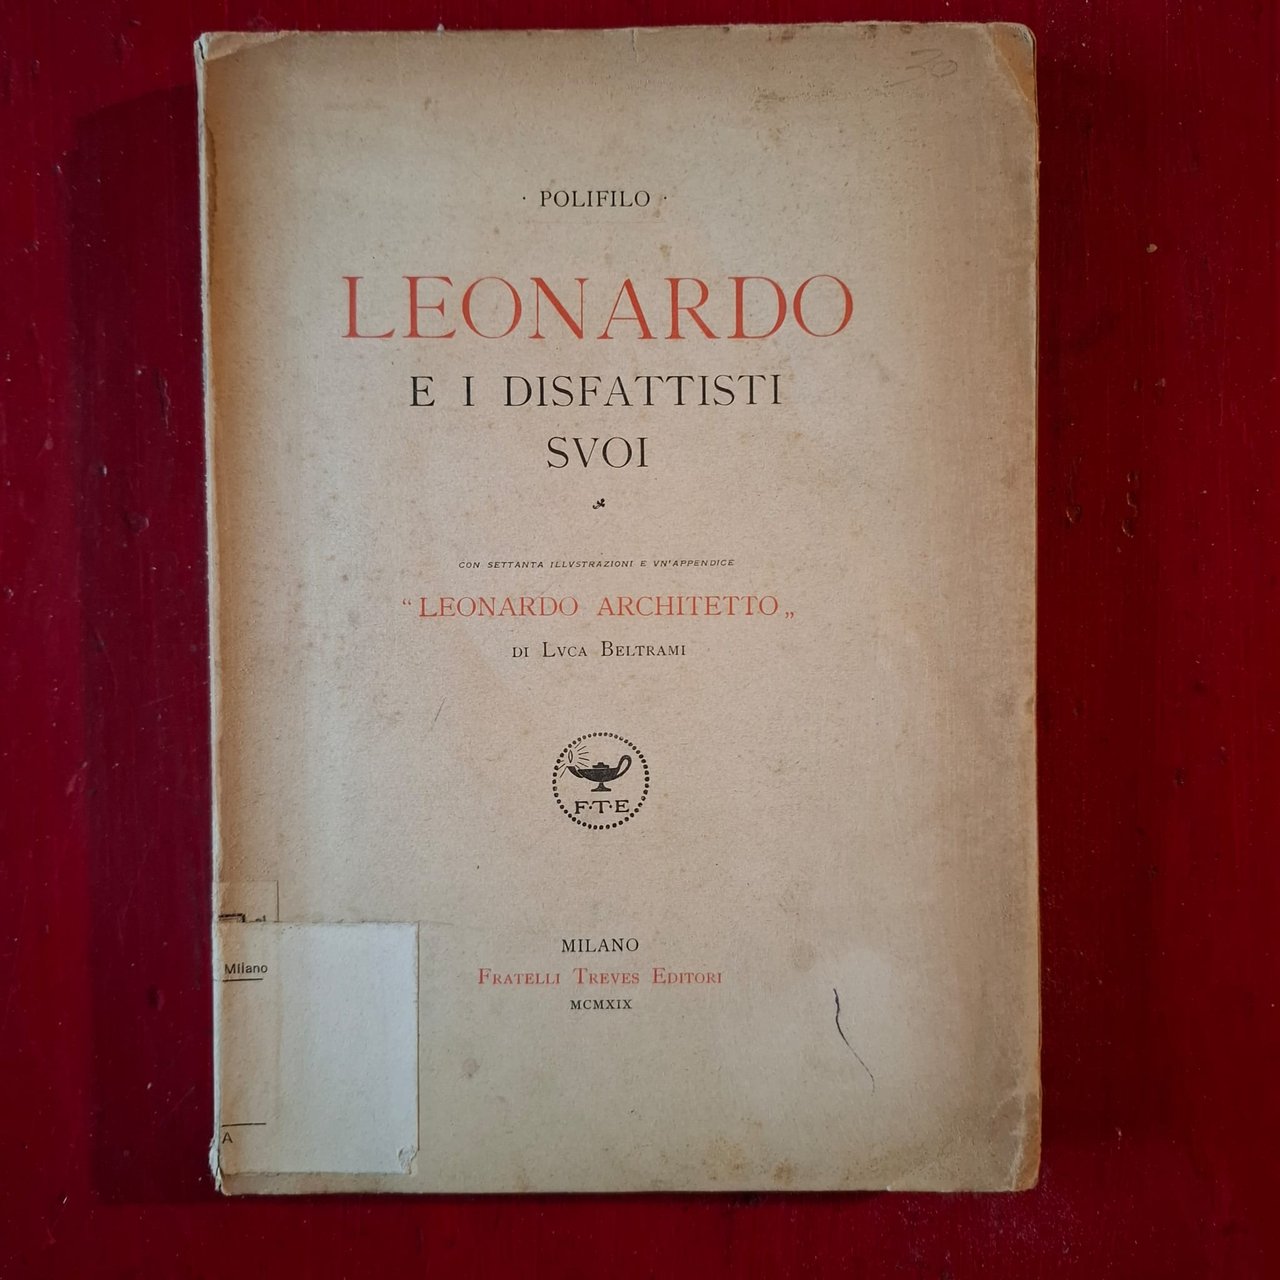 30
· POLIFILO ·
LEONARDO
E I DISFATTISTI
SVOI
CON SETTANTA ILLVSTRAZIONI E VN'APPENDICE
“LEONARDO ARCHITETTO„
DI LVCA BELTRAMI
F·T·E
MILANO
FRATELLI TREVES EDITORI
MCMXIX
Milano
A